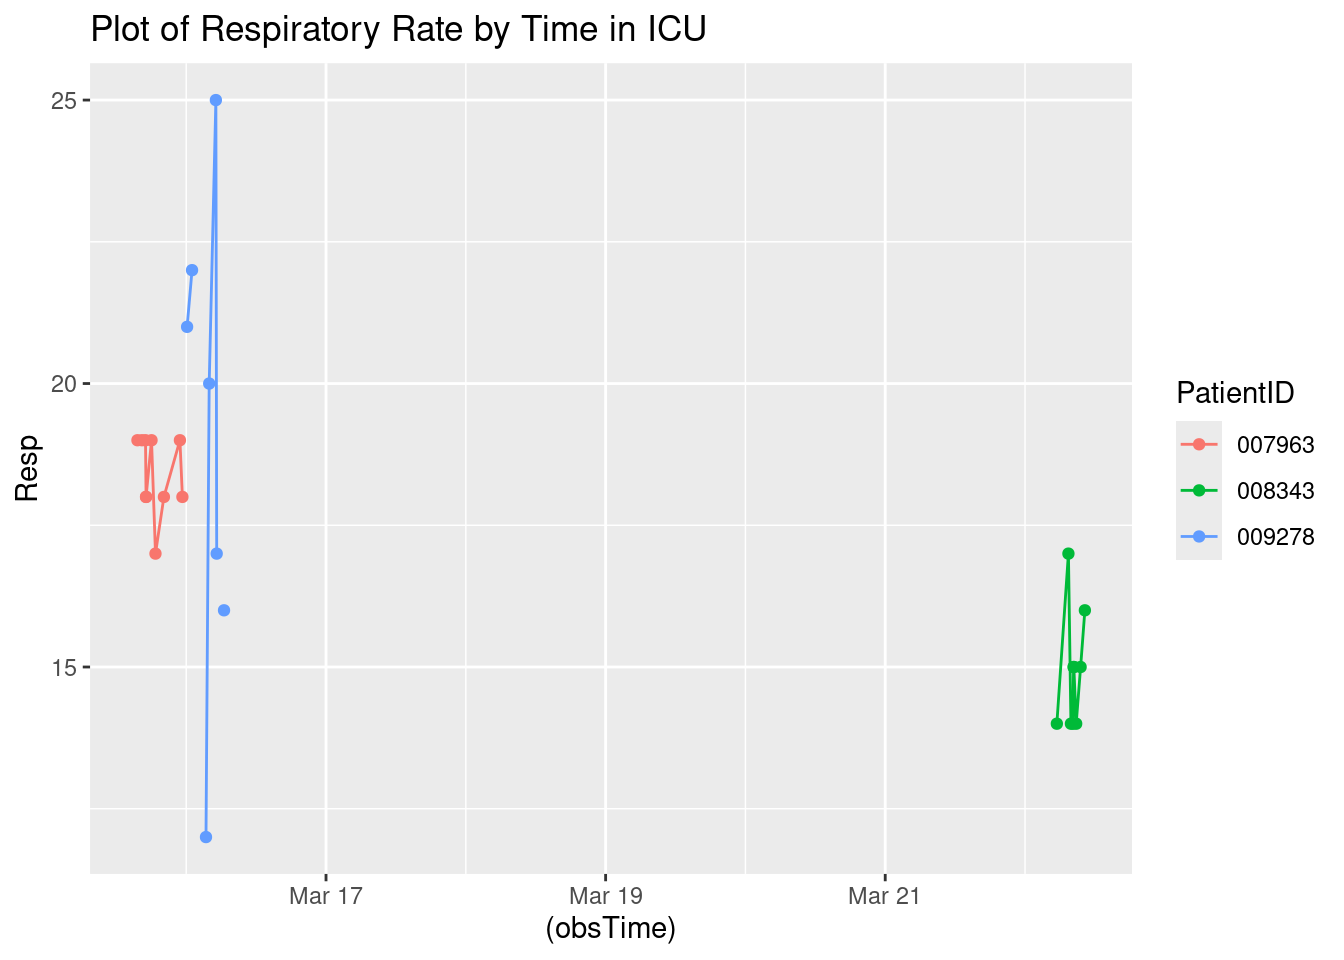 Plot of Respiratory Rate by Time in ICU
25
20
15
Resp
Mar 17
Mar 19
Mar 21
(obsTime)
PatientID
007963
008343
009278